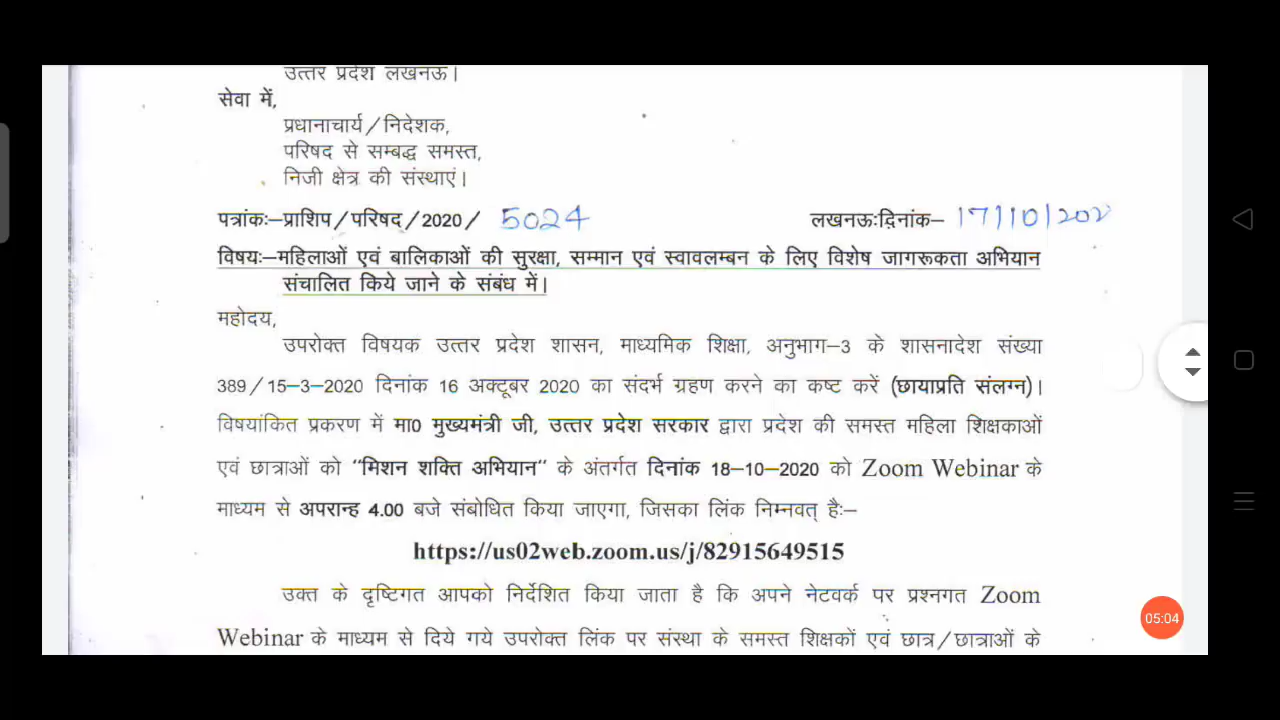 उत्तर प्रदेश लखनऊ।
सेवा में,
प्रधानाचार्य/निदेशक,
परिषद से सम्बद्ध समस्त,
निजी क्षेत्र की संस्थाएं।
पत्रांकः–प्राशिप/परिषद/2020/ 5024 लखनऊःदिनांक– 17/10/202
विषयः–महिलाओं एवं बालिकाओं की सुरक्षा, सम्मान एवं स्वावलम्बन के लिए विशेष जागरूकता अभियान
संचालित किये जाने के संबंध में।
महोदय,
उपरोक्त विषयक उत्तर प्रदेश शासन, माध्यमिक शिक्षा, अनुभाग–3 के शासनादेश संख्या
389/15–3–2020 दिनांक 16 अक्टूबर 2020 का संदर्भ ग्रहण करने का कष्ट करें (छायाप्रति संलग्न)।
विषयांकित प्रकरण में मा0 मुख्यमंत्री जी, उत्तर प्रदेश सरकार द्वारा प्रदेश की समस्त महिला शिक्षकाओं
एवं छात्राओं को "मिशन शक्ति अभियान" के अंतर्गत दिनांक 18–10–2020 को Zoom Webinar के
माध्यम से अपरान्ह 4.00 बजे संबोधित किया जाएगा, जिसका लिंक निम्नवत् हैः–
https://us02web.zoom.us/j/82915649515
उक्त के दृष्टिगत आपको निर्देशित किया जाता है कि अपने नेटवर्क पर प्रश्नगत Zoom
Webinar के माध्यम से दिये गये उपरोक्त लिंक पर संस्था के समस्त शिक्षकों एवं छात्र/छात्राओं के
05:04